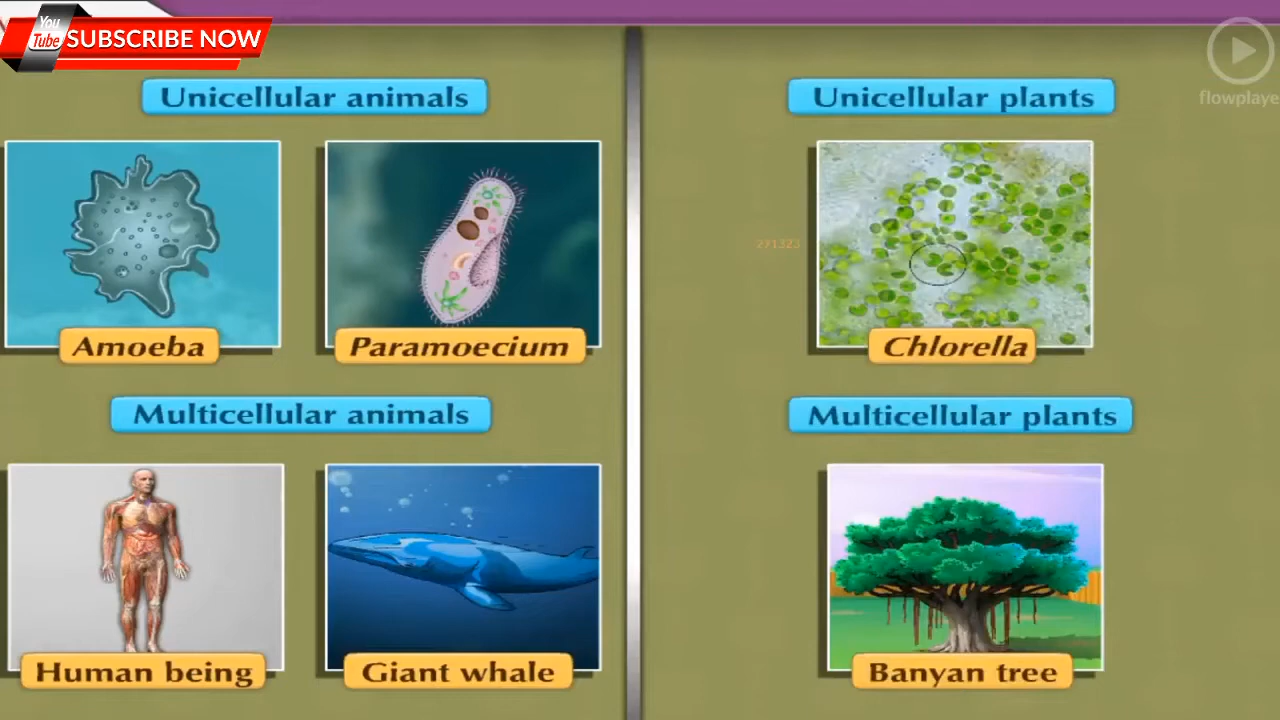 You
Tube
SUBSCRIBE NOW
flowplaye
Unicellular animals
Unicellular plants
271323
Amoeba
Paramoecium
Chlorella
Multicellular animals
Multicellular plants
Human being
Giant whale
Banyan tree